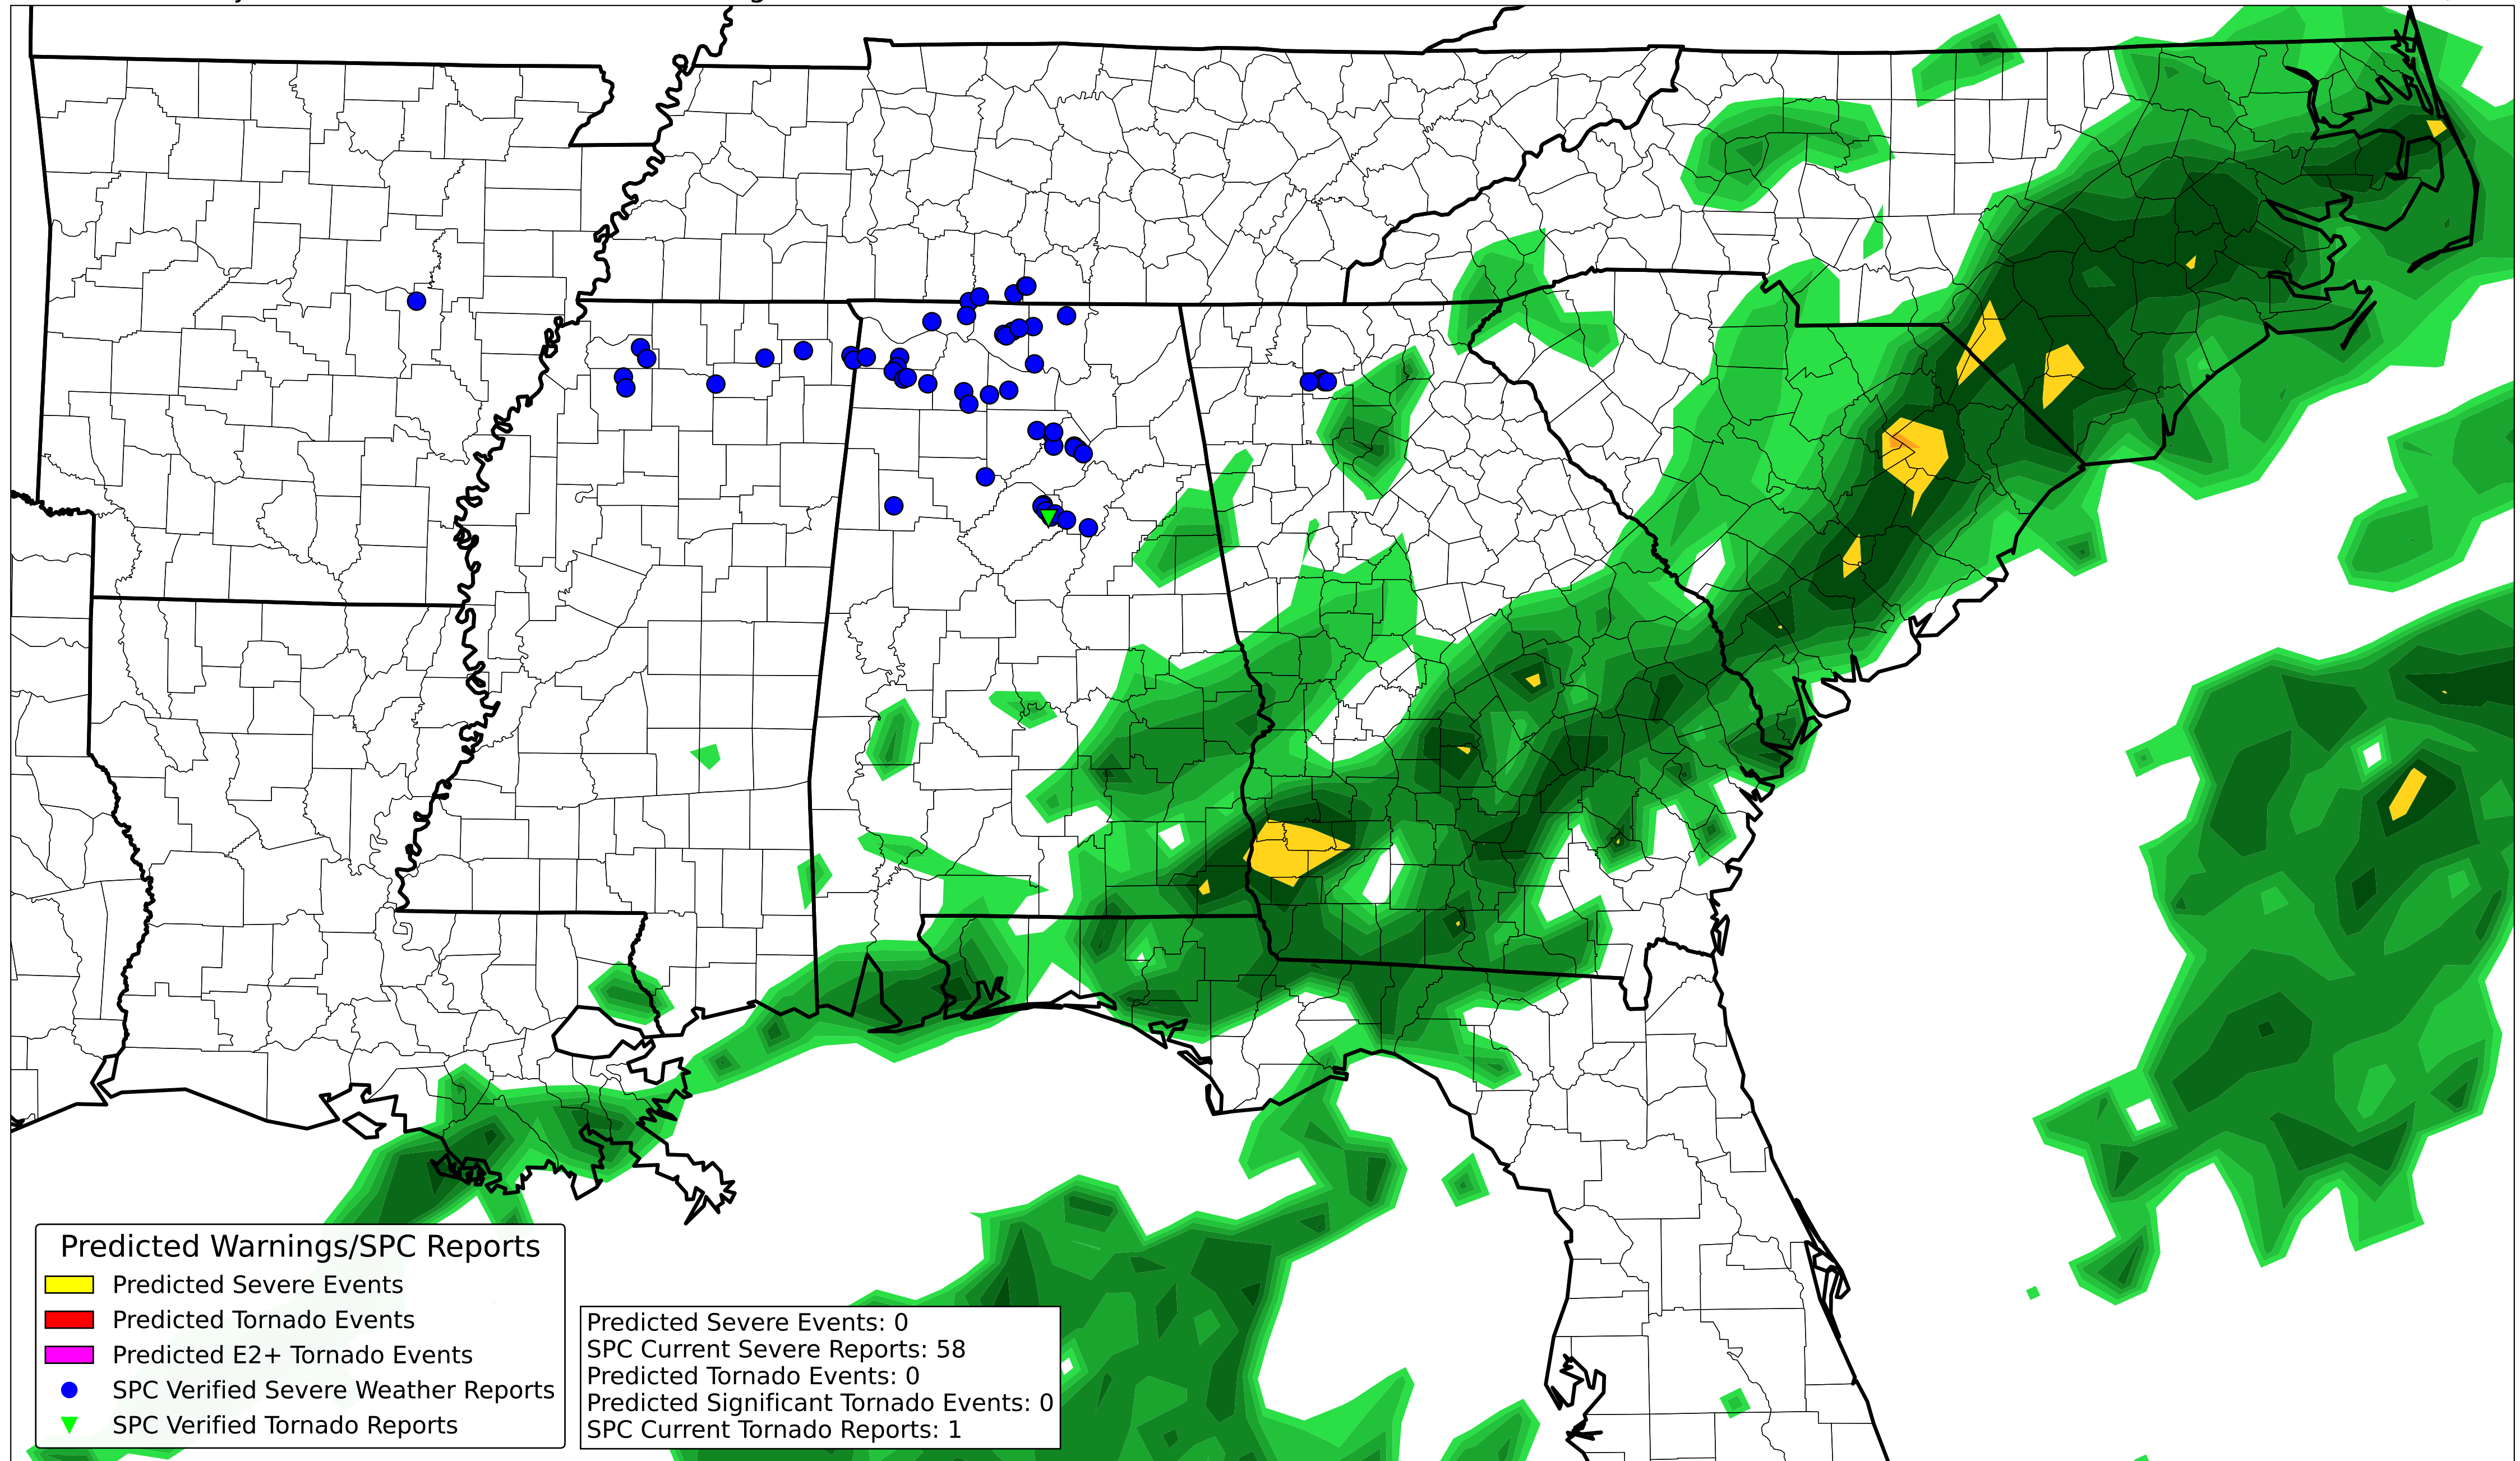 Predicted Warnings/SPC Reports
Predicted Severe Events
Predicted Tornado Events
Predicted E2+ Tornado Events
SPC Verified Severe Weather Reports
SPC Verified Tornado Reports
Predicted Severe Events: 0
SPC Current Severe Reports: 58
Predicted Tornado Events: 0
Predicted Significant Tornado Events: 0
SPC Current Tornado Reports: 1